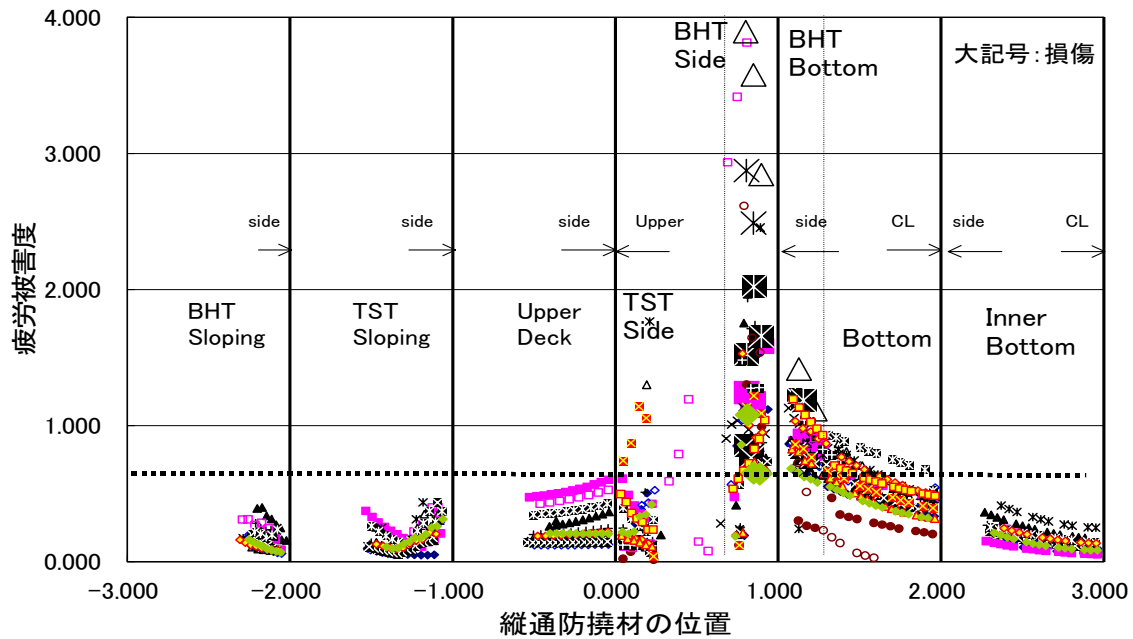 4.000
3.000
2.000
1.000
0.000
疲労被害度
BHT
Side
BHT
Bottom
大記号：損傷
side
side
side
Upper
side
CL
side
CL
BHT
Sloping
TST
Sloping
Upper
Deck
TST
Side
Bottom
Inner
Bottom
-3.000
-2.000
-1.000
0.000
1.000
2.000
3.000
縦通防撓材の位置